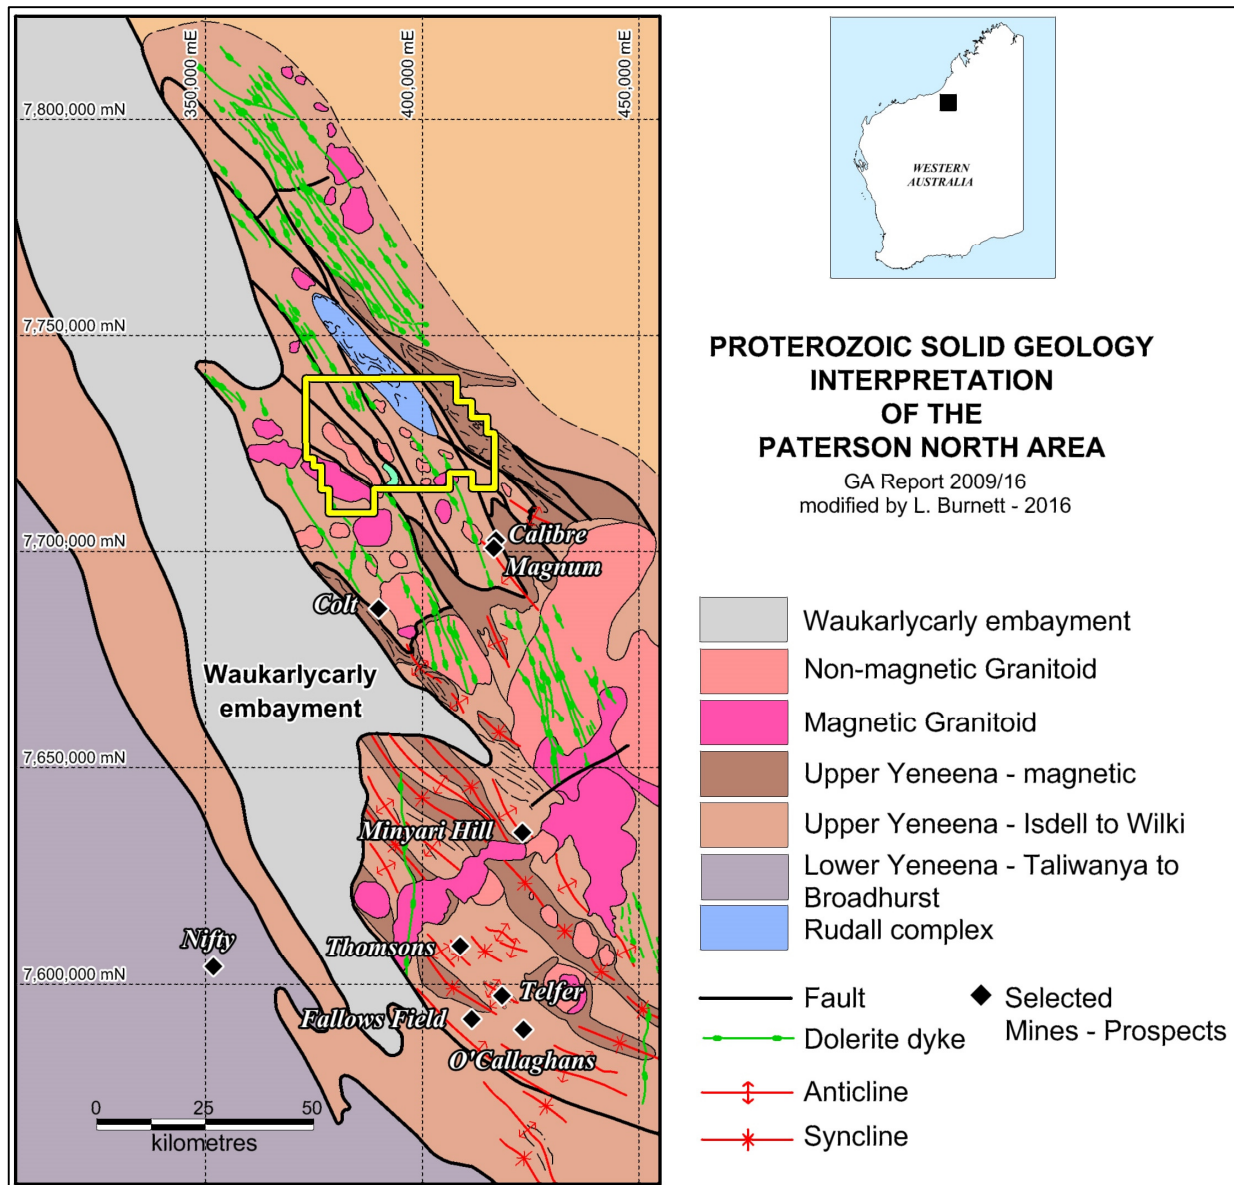 350,000 mE
400,000 mE
450,000 mE
7,800,000 mN
7,750,000 mN
7,700,000 mN
7,650,000 mN
7,600,000 mN
Calibre
Magnum
Colt
Waukarlycarly
embayment
Minyari Hill
Nifty
Thomsons
Telfer
Fallows Field
O'Callaghans
0 25 50
kilometres
WESTERN
AUSTRALIA
PROTEROZOIC SOLID GEOLOGY
INTERPRETATION
OF THE
PATERSON NORTH AREA
GA Report 2009/16
modified by L. Burnett - 2016
Waukarlycarly embayment
Non-magnetic Granitoid
Magnetic Granitoid
Upper Yeneena - magnetic
Upper Yeneena - Isdell to Wilki
Lower Yeneena - Taliwanya to
Broadhurst
Rudall complex
Fault
Dolerite dyke
Anticline
Syncline
Selected
Mines - Prospects